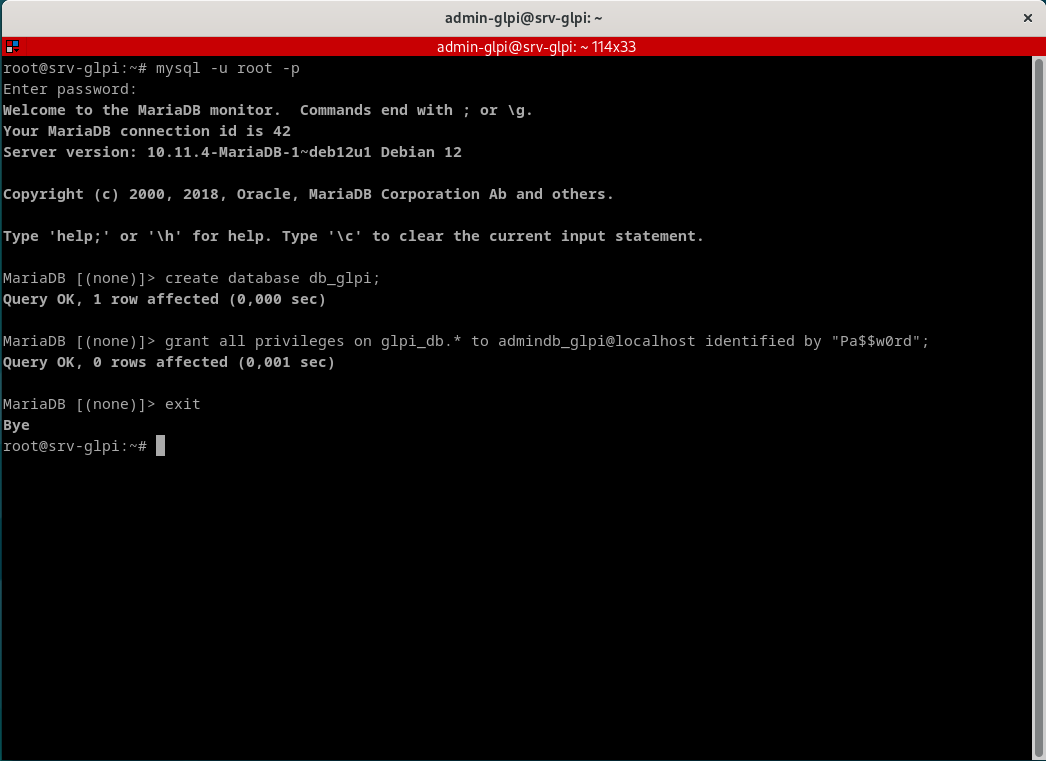 admin-glpi@srv-glpi: ~
admin-glpi@srv-glpi: ~ 114x33
root@srv-glpi:~# mysql -u root -p
Enter password:
Welcome to the MariaDB monitor.  Commands end with ; or \g.
Your MariaDB connection id is 42
Server version: 10.11.4-MariaDB-1~deb12u1 Debian 12
Copyright (c) 2000, 2018, Oracle, MariaDB Corporation Ab and others.
Type 'help;' or '\h' for help. Type '\c' to clear the current input statement.
MariaDB [(none)]> create database db_glpi;
Query OK, 1 row affected (0,000 sec)
MariaDB [(none)]> grant all privileges on glpi_db.* to admindb_glpi@localhost identified by "Pa$$w0rd";
Query OK, 0 rows affected (0,001 sec)
MariaDB [(none)]> exit
Bye
root@srv-glpi:~#